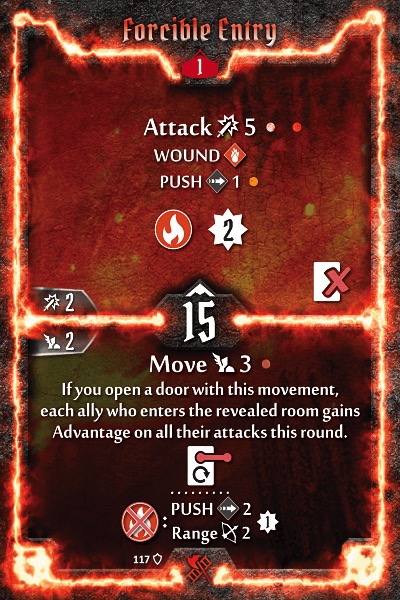 Forcible Entry
1
Attack 5
WOUND
PUSH 1
2
2
15
2
Move 3
If you open a door with this movement,
each ally who enters the revealed room gains
Advantage on all their attacks this round.
: PUSH 2
Range 2
1
117